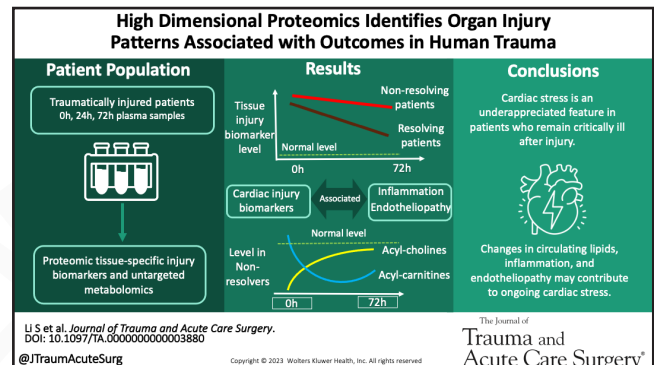 High Dimensional Proteomics Identifies Organ Injury
Patterns Associated with Outcomes in Human Trauma
Patient Population
Traumatically injured patients
0h, 24h, 72h plasma samples
Proteomic tissue-specific injury
biomarkers and untargeted
metabolomics
Results
Tissue
injury
biomarker
level
Non-resolving
patients
Resolving
patients
Normal level
0h
72h
Cardiac injury
biomarkers
Associated
Inflammation
Endotheliopathy
Normal level
Level in
Non-
resolvers
Acyl-cholines
Acyl-carnitines
0h
72h
Conclusions
Cardiac stress is an
underappreciated feature in
patients who remain critically ill
after injury.
Changes in circulating lipids,
inflammation, and
endotheliopathy may contribute
to ongoing cardiac stress.
Li S et al. Journal of Trauma and Acute Care Surgery.
DOI: 10.1097/TA.0000000000003880
@JTraumAcuteSurg
Copyright © 2023 Wolters Kluwer Health, Inc. All rights reserved
The Journal of
Trauma and
Acute Care Surgery®